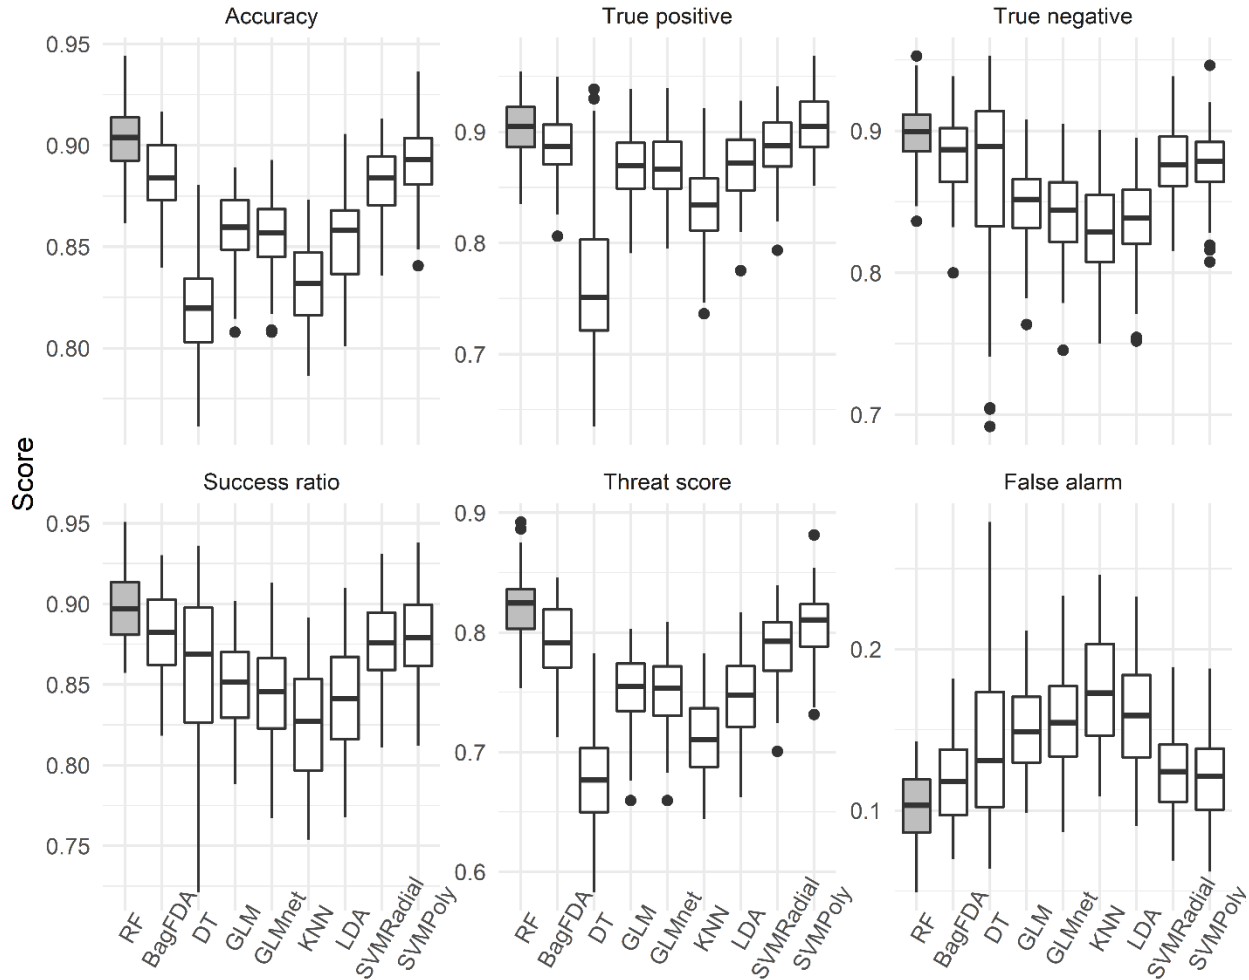 Accuracy
True positive
True negative
0.95
0.90
0.85
0.80
0.9
0.8
0.7
0.9
0.8
0.7
Score
Success ratio
Threat score
False alarm
0.95
0.90
0.85
0.80
0.75
0.9
0.8
0.7
0.6
0.2
0.1
RF
BagFDA
DT
GLM
GLMnet
KNN
LDA
SVMRadial
SVMPoly
RF
BagFDA
DT
GLM
GLMnet
KNN
LDA
SVMRadial
SVMPoly
RF
BagFDA
DT
GLM
GLMnet
KNN
LDA
SVMRadial
SVMPoly